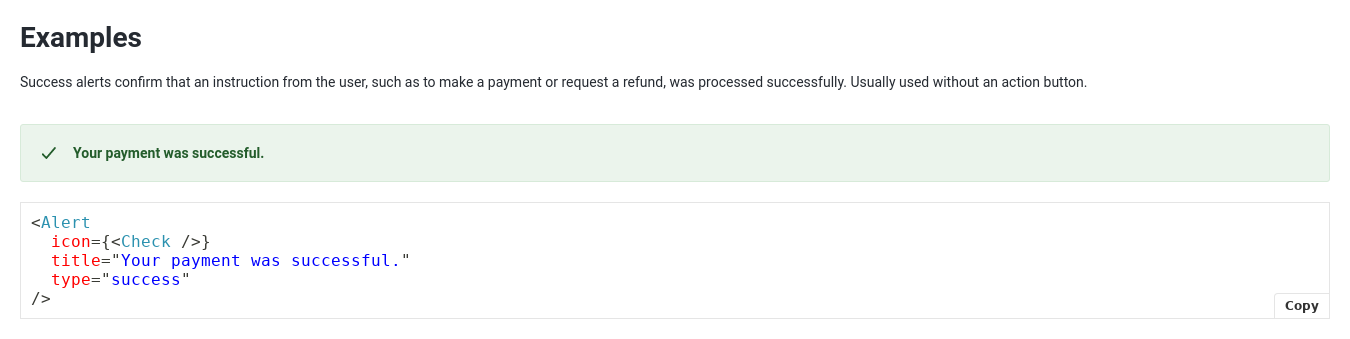 Examples
Success alerts confirm that an instruction from the user, such as to make a payment or request a refund, was processed successfully. Usually used without an action button.
Your payment was successful.
<Alert
  icon={<Check />}
  title="Your payment was successful."
  type="success"
/>
Copy